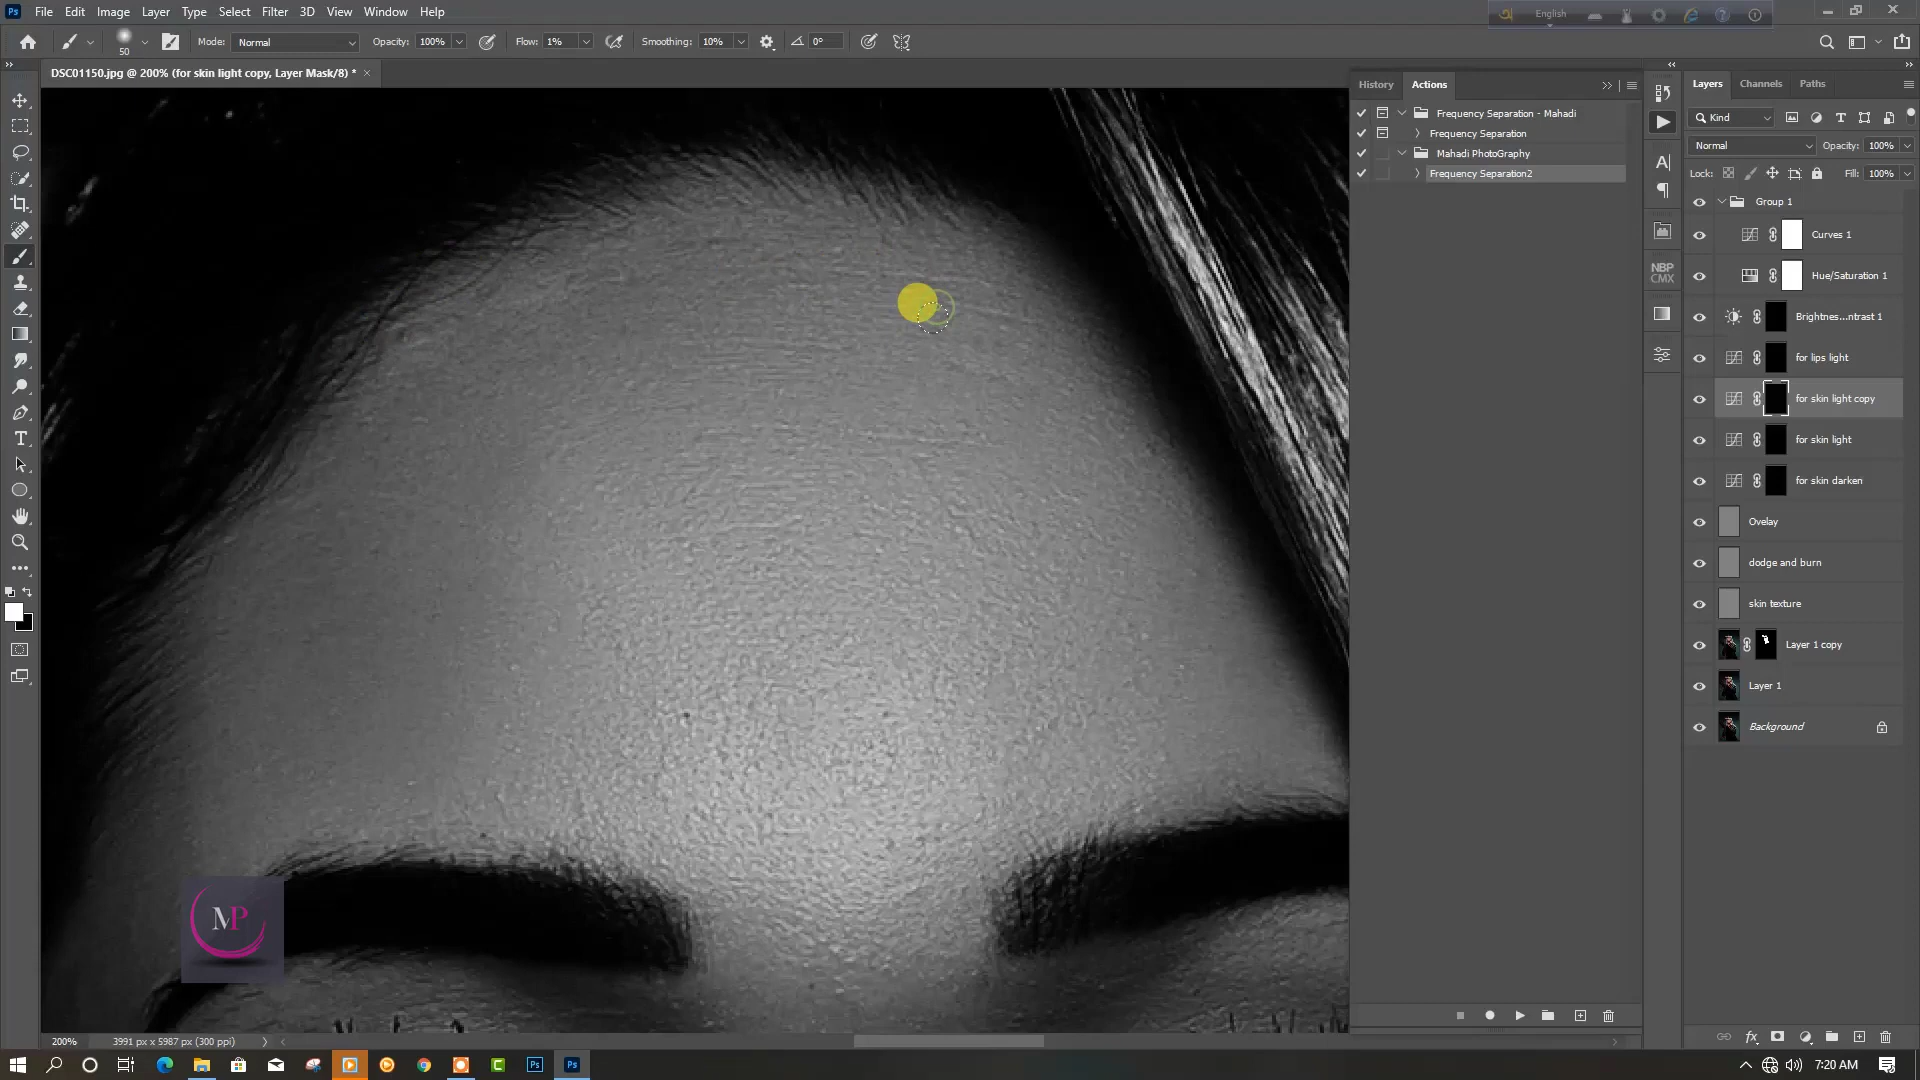 Ps File Edit Image Layer Type Select Filter 3D View Window Help
English
50 Mode: Normal Opacity: 100% Flow: 1% Smoothing: 10% 0°
DSC01150.jpg @ 200% (for skin light copy, Layer Mask/8) * ×
History Actions
Frequency Separation - Mahadi
Frequency Separation
Mahadi PhotoGraphy
Frequency Separation2
NBP
CMX
Layers Channels Paths
Kind
Normal Opacity: 100%
Lock: Fill: 100%
Group 1
Curves 1
Hue/Saturation 1
Brightnes...ntrast 1
for lips light
for skin light copy
for skin light
for skin darken
Ovelay
dodge and burn
skin texture
Layer 1 copy
Layer 1
Background
MP
200% 3991 px x 5987 px (300 ppi)
7:20 AM